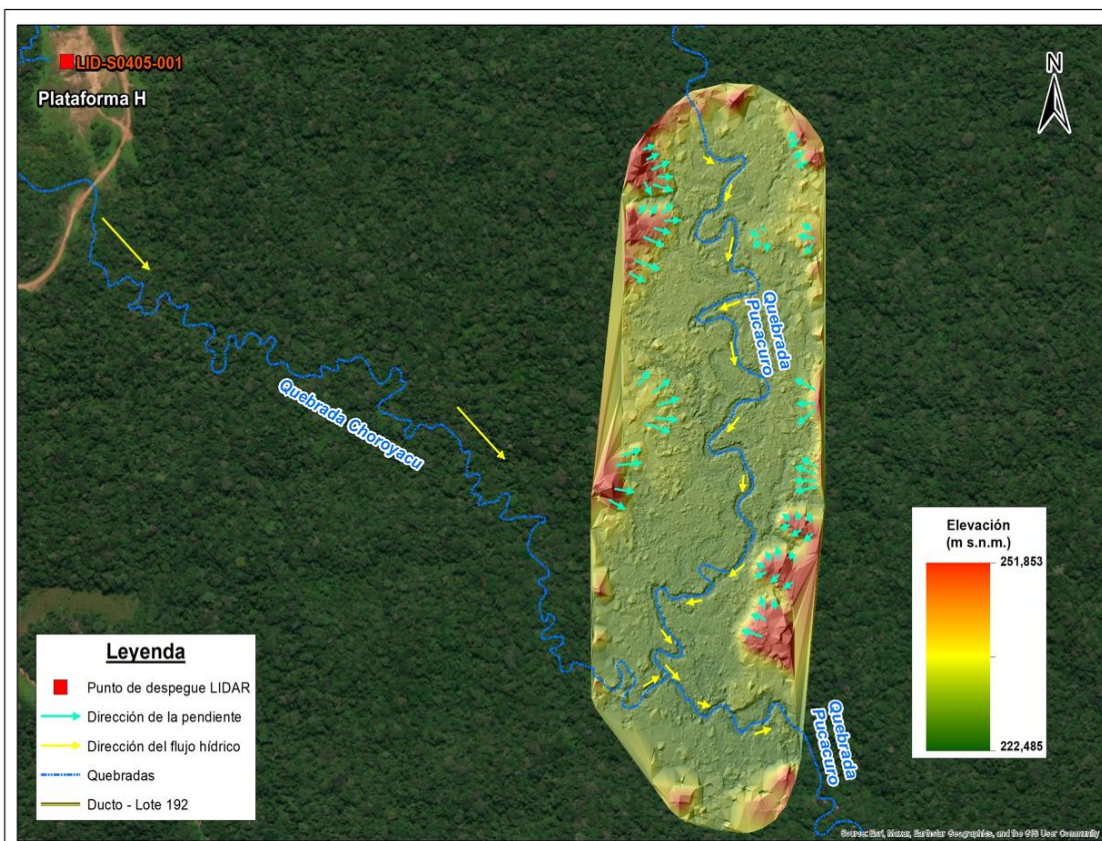 LID-S0405-001
Plataforma H
N
Quebrada
Pucacuro
Quebrada Choroyacu
Elevación
(m s.n.m.)
251,853
222,485
Leyenda
Punto de despegue LIDAR
Dirección de la pendiente
Dirección del flujo hídrico
Quebradas
Ducto - Lote 192
Quebrada
Pucacuro
Source: Esri, Maxar, Earthstar Geographics, and the GIS User Community